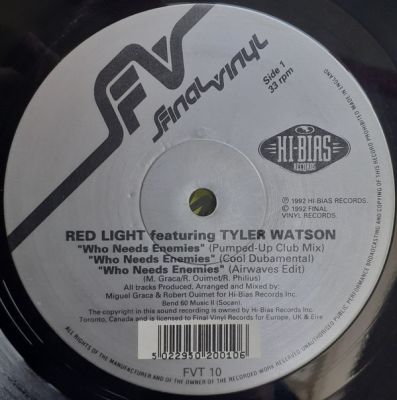 FV
finalvinyl
Side 1
33 rpm
HI-BIAS
RECORDS
℗ 1992 HI-BIAS RECORDS.
© 1992 FINAL
VINYL RECORDS.
RED LIGHT featuring TYLER WATSON
"Who Needs Enemies" (Pumped-Up Club Mix)
"Who Needs Enemies" (Cool Dubamental)
"Who Needs Enemies" (Airwaves Edit)
(M. Graca/R. Ouimet/R. Philius)
All tracks Produced, Arranged and Mixed by:
Miguel Graca & Robert Ouimet for Hi-Bias Records Inc.
Bend 60 Music II (Socan).
The copyright in this sound recording is owned by Hi-Bias Records Inc.
Toronto, Canada and is licensed to Final Vinyl Records for Europe, UK & Eire
5 022950 200106
FVT 10
ALL RIGHTS OF THE MANUFACTURER AND OF THE OWNER OF THE RECORDED WORK RESERVED UNAUTHORISED PUBLIC PERFORMANCE BROADCASTING AND COPYING OF THIS RECORD PROHIBITED MADE IN ENGLAND